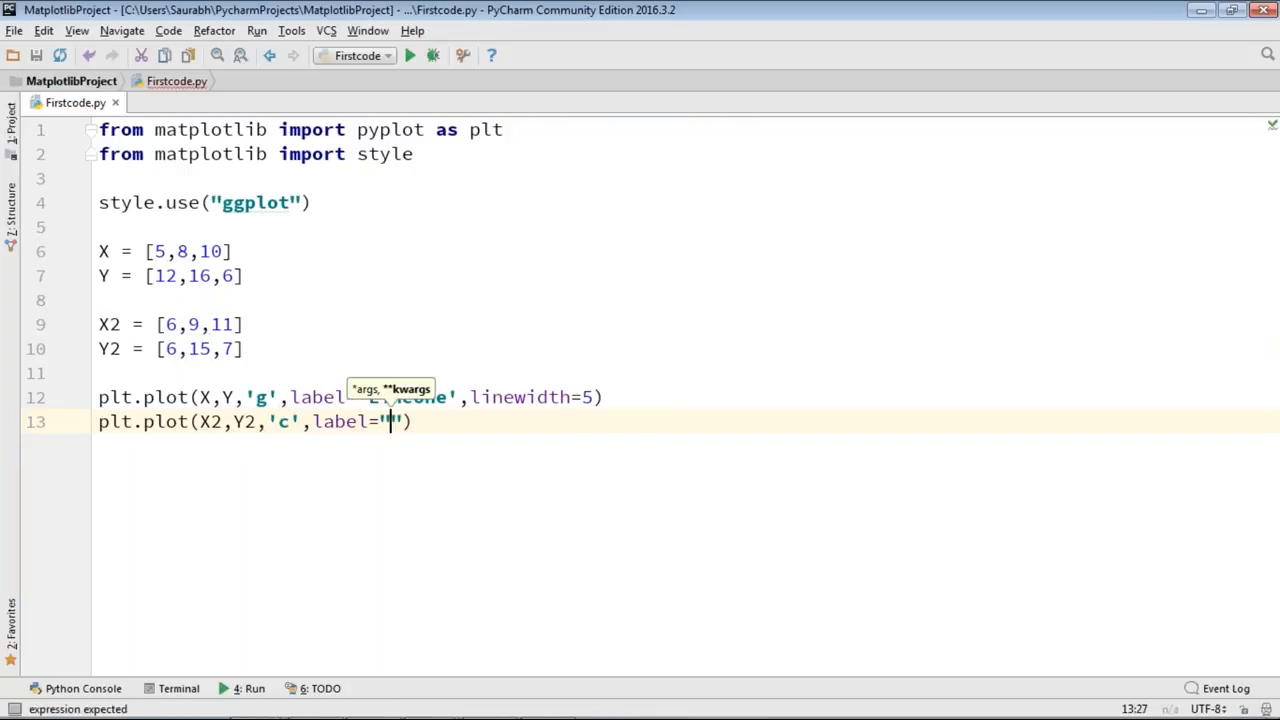 MatplotlibProject - [C:\Users\Saurabh\PycharmProjects\MatplotlibProject] - ...\Firstcode.py - PyCharm Community Edition 2016.3.2
File Edit View Navigate Code Refactor Run Tools VCS Window Help
Firstcode
MatplotlibProject Firstcode.py
Firstcode.py
1: Project
Z: Structure
2: Favorites
1 from matplotlib import pyplot as plt
2 from matplotlib import style
3
4 style.use("ggplot")
5
6 X = [5,8,10]
7 Y = [12,16,6]
8
9 X2 = [6,9,11]
10 Y2 = [6,15,7]
11
*args, **kwargs
12 plt.plot(X,Y,'g',label ',linewidth=5)
13 plt.plot(X2,Y2,'c',label="")
Python Console Terminal 4: Run 6: TODO Event Log
expression expected 13:27 n/a UTF-8